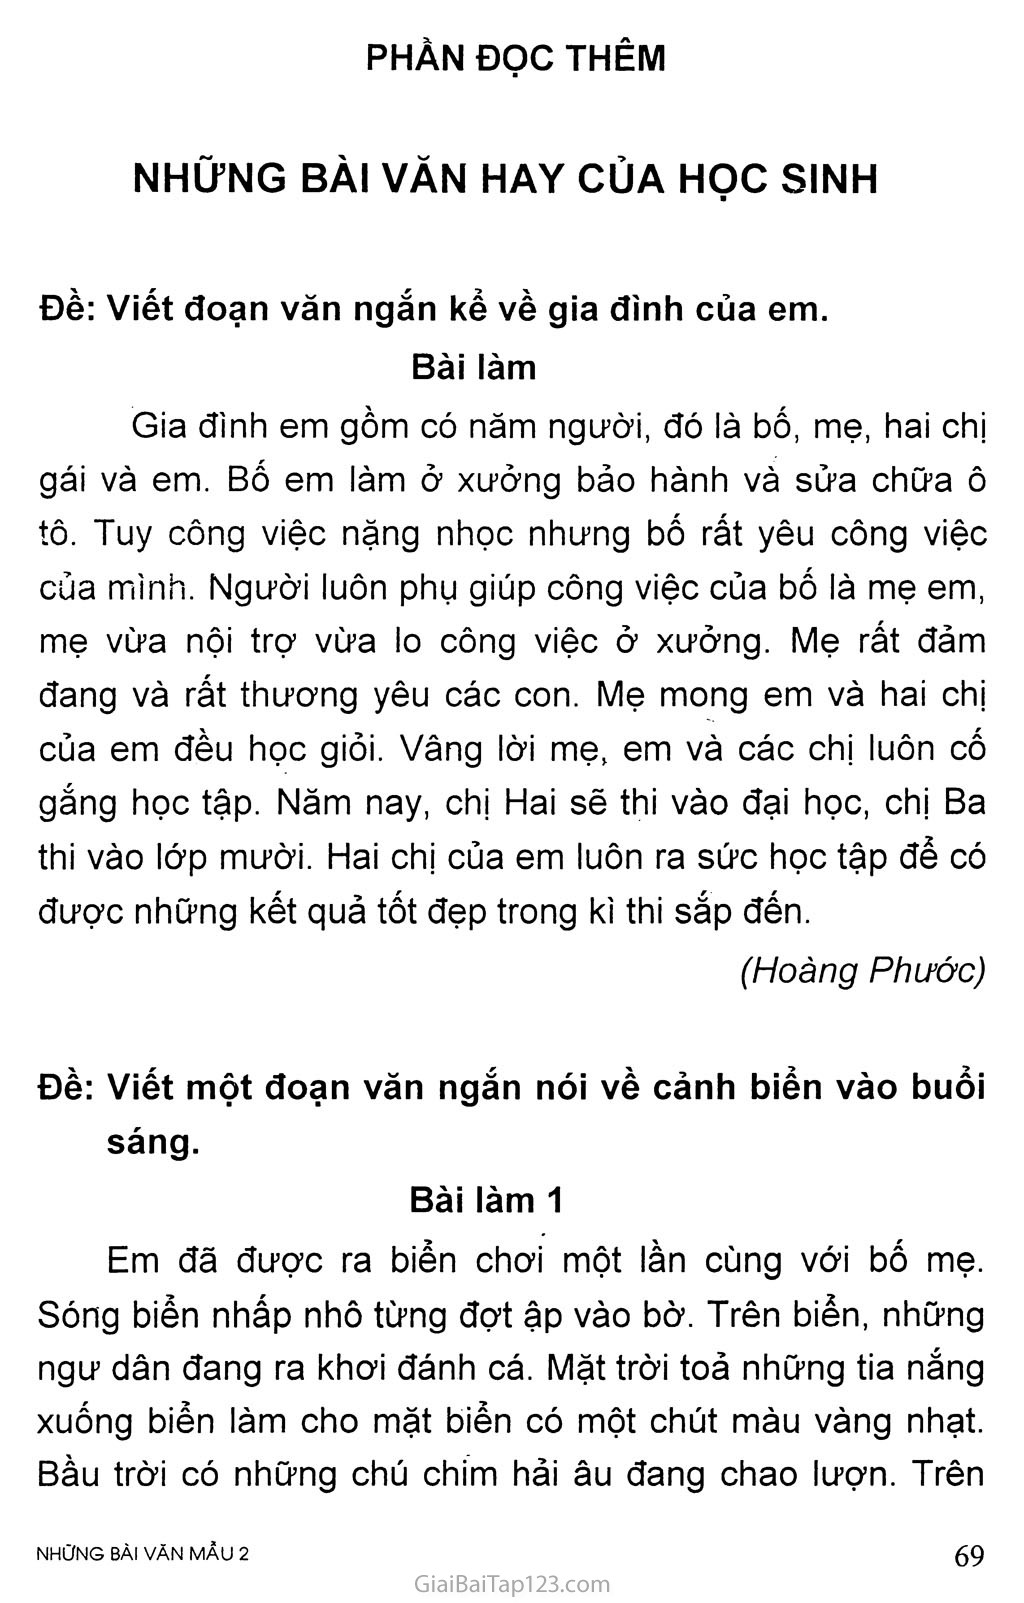 PHẦN ĐỌC THÊM
NHỮNG BÀI VĂN HAY CỦA HỌC SINH
Đề: Viết đoạn văn ngắn kể về gia đình của em.
Bài làm
Gia đình em gồm có năm người, đó là bố, mẹ, hai chị
gái và em. Bố em làm ở xưởng bảo hành và sửa chữa ô
tô. Tuy công việc nặng nhọc nhưng bố rất yêu công việc
của mình. Người luôn phụ giúp công việc của bố là mẹ em,
mẹ vừa nội trợ vừa lo công việc ở xưởng. Mẹ rất đảm
đang và rất thương yêu các con. Mẹ mong em và hai chị
của em đều học giỏi. Vâng lời mẹ, em và các chị luôn cố
gắng học tập. Năm nay, chị Hai sẽ thi vào đại học, chị Ba
thi vào lớp mười. Hai chị của em luôn ra sức học tập để có
được những kết quả tốt đẹp trong kì thi sắp đến.
(Hoàng Phước)
Đề: Viết một đoạn văn ngắn nói về cảnh biển vào buổi
sáng.
Bài làm 1
Em đã được ra biển chơi một lần cùng với bố mẹ.
Sóng biển nhấp nhô từng đợt ập vào bờ. Trên biển, những
ngư dân đang ra khơi đánh cá. Mặt trời toả những tia nắng
xuống biển làm cho mặt biển có một chút màu vàng nhạt.
Bầu trời có những chú chim hải âu đang chao lượn. Trên
NHỮNG BÀI VĂN MẪU 2
69
GiaiBaiTap123.com